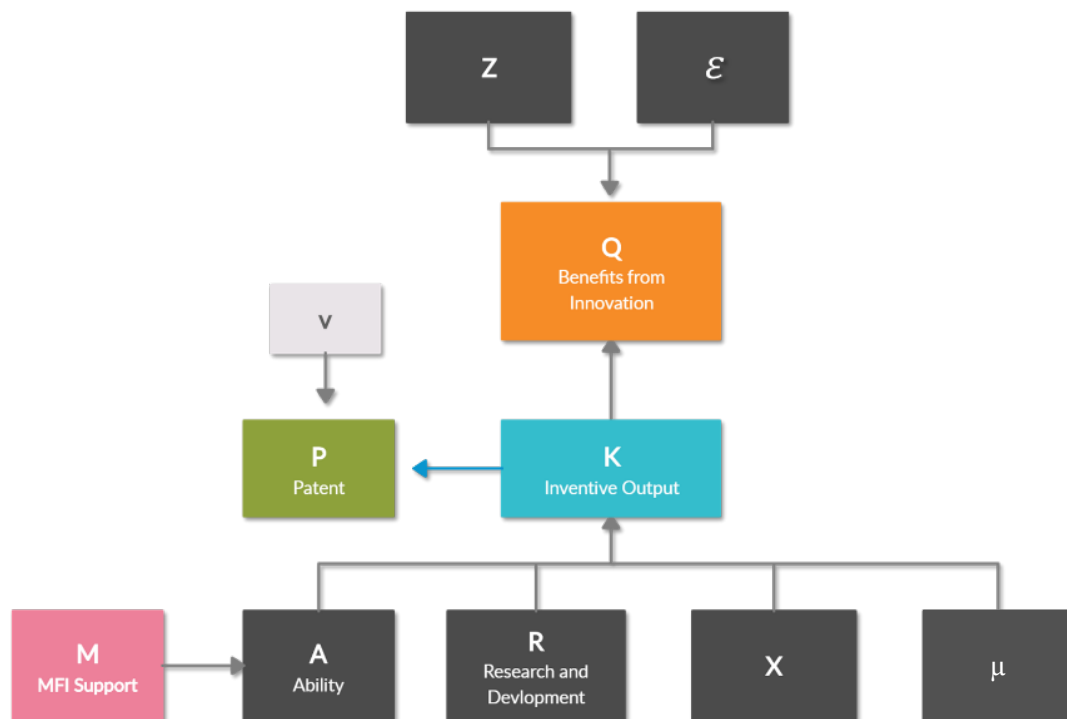 Z
ε
Q
Benefits from
Innovation
v
P
Patent
K
Inventive Output
M
MFI Support
A
Ability
R
Research and
Devlopment
X
μ